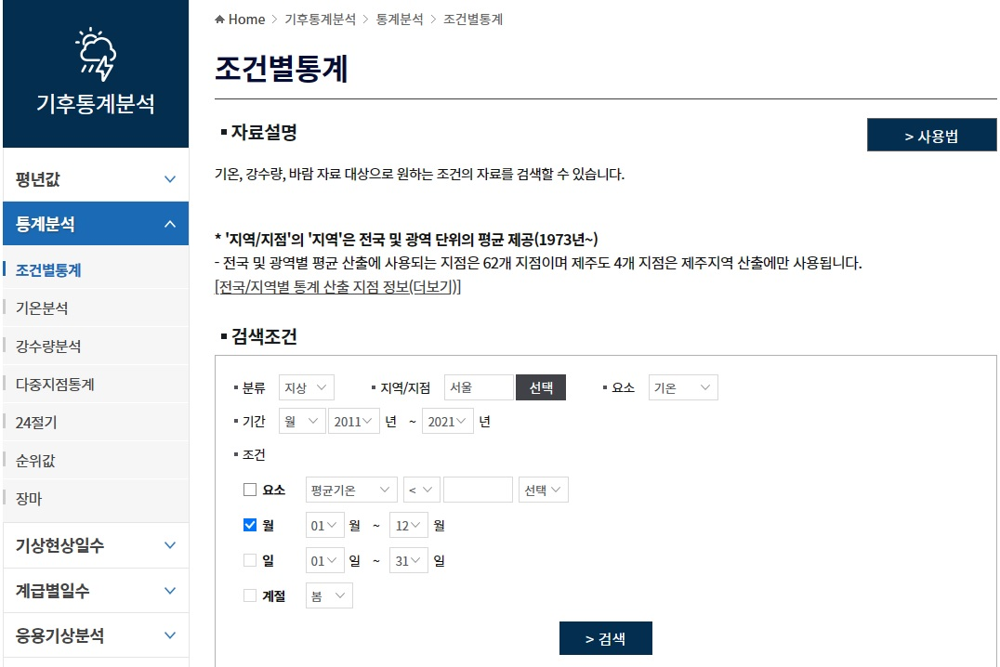 기후통계분석
평년값
통계분석
조건별통계
기온분석
강수량분석
다중지점통계
24절기
순위값
장마
기상현상일수
계급별일수
응용기상분석
Home > 기후통계분석 > 통계분석 > 조건별통계
조건별통계
자료설명
> 사용법
기온, 강수량, 바람 자료 대상으로 원하는 조건의 자료를 검색할 수 있습니다.
* '지역/지점'의 '지역'은 전국 및 광역 단위의 평균 제공(1973년~)
- 전국 및 광역별 평균 산출에 사용되는 지점은 62개 지점이며 제주도 4개 지점은 제주지역 산출에만 사용됩니다.
[전국/지역별 통계 산출 지점 정보(더보기)]
검색조건
분류 지상 지역/지점 서울 선택 요소 기온
기간 월 2011 년 ~ 2021 년
조건
요소 평균기온 < 선택
월 01 월 ~ 12 월
일 01 일 ~ 31 일
계절 봄
> 검색